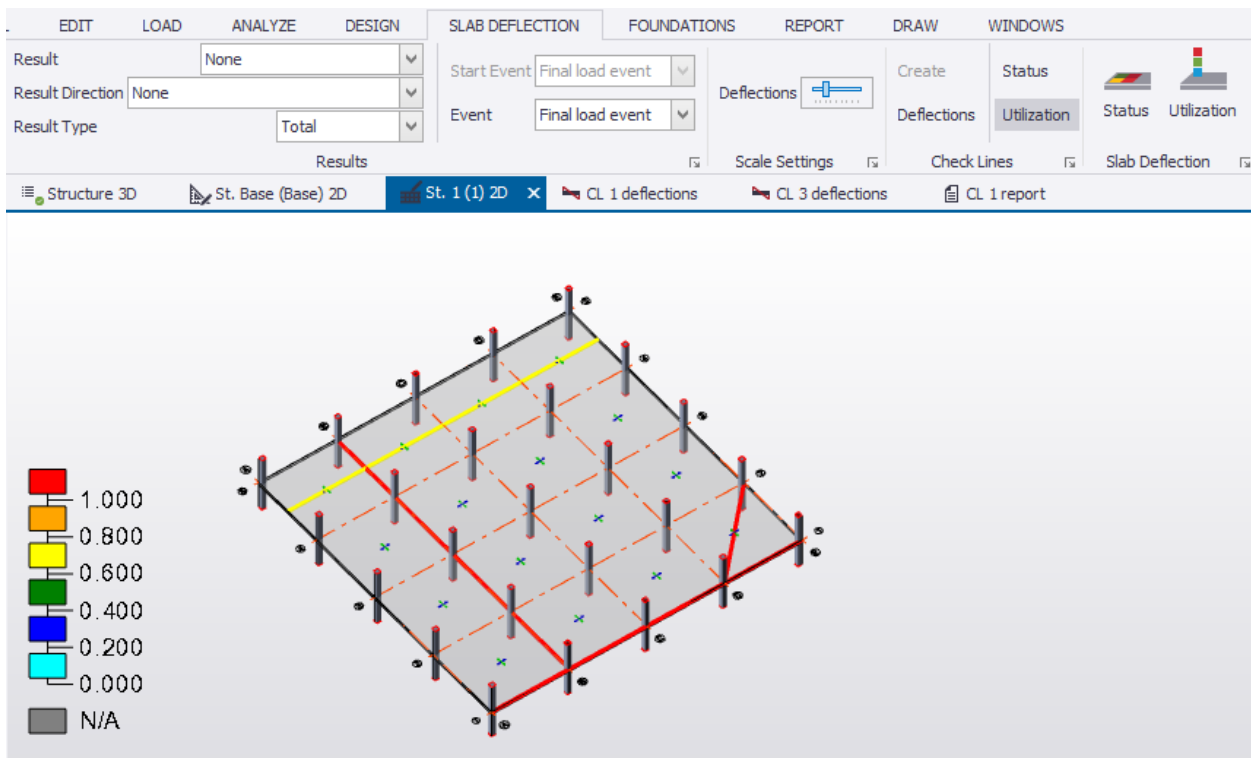 EDIT LOAD ANALYZE DESIGN SLAB DEFLECTION FOUNDATIONS REPORT DRAW WINDOWS
Result None
Result Direction None
Result Type Total
Results
Start Event Final load event
Event Final load event
Deflections
Scale Settings
Create
Deflections
Status
Utilization
Check Lines
Status Utilization
Slab Deflection
Structure 3D St. Base (Base) 2D St. 1 (1) 2D CL 1 deflections CL 3 deflections CL 1 report
1.000
0.800
0.600
0.400
0.200
0.000
N/A